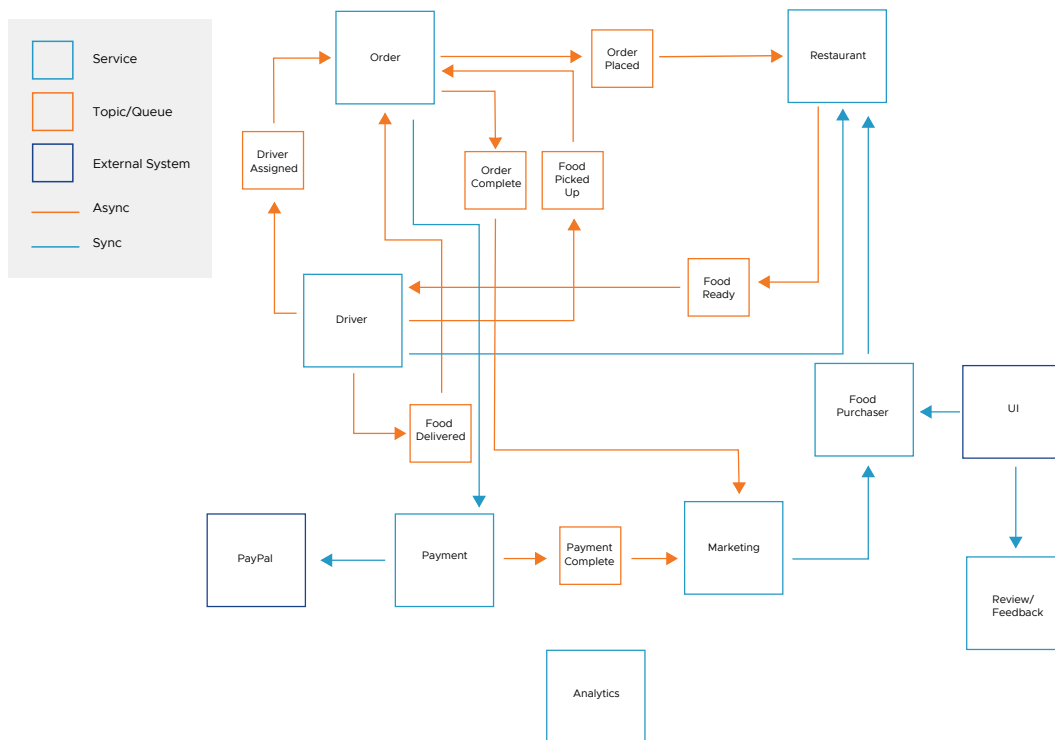 Service
Topic/Queue
External System
Async
Sync
Order
Order
Placed
Restaurant
Driver
Assigned
Order
Complete
Food
Picked
Up
Food
Ready
Driver
Food
Delivered
Food
Purchaser
UI
PayPal
Payment
Payment
Complete
Marketing
Review/
Feedback
Analytics